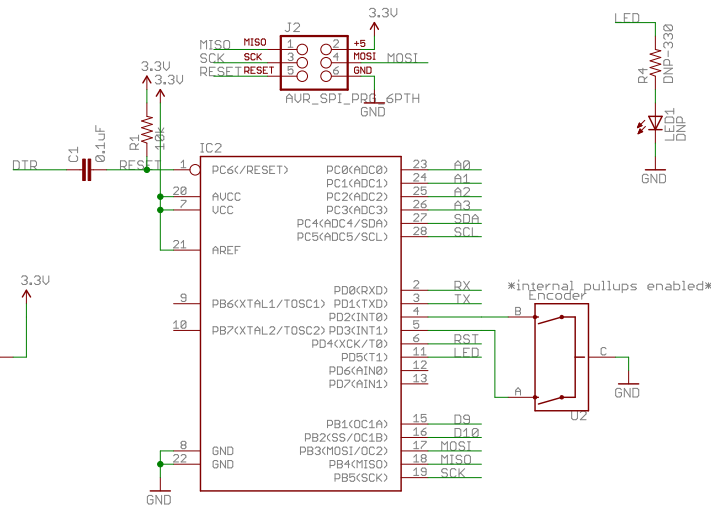 J2
3.3V
MISO MISO 1 2 +5
SCK SCK 3 4 MOSI MOSI
RESET RESET 5 6 GND
AVR_SPI_PRG_6PTH
GND
LED
R4
DNP-330
LED1
DNP
GND
3.3V
3.3V
R1
10k
C1
0.1uF
DTR
RESET
IC2
1 PC6(/RESET) PC0(ADC0) 23 A0
PC1(ADC1) 24 A1
20 AVCC PC2(ADC2) 25 A2
7 VCC PC3(ADC3) 26 A3
PC4(ADC4/SDA) 27 SDA
PC5(ADC5/SCL) 28 SCL
21 AREF
3.3V
PD0(RXD) 2 RX
9 PB6(XTAL1/TOSC1) PD1(TXD) 3 TX
PD2(INT0) 4
10 PB7(XTAL2/TOSC2) PD3(INT1) 5
PD4(XCK/T0) 6 RST
PD5(T1) 11 LED
PD6(AIN0) 12
PD7(AIN1) 13
*internal pullups enabled*
Encoder
B
C
A
U2
GND
PB1(OC1A) 15 D9
PB2(SS/OC1B) 16 D10
8 GND PB3(MOSI/OC2) 17 MOSI
22 GND PB4(MISO) 18 MISO
PB5(SCK) 19 SCK
GND